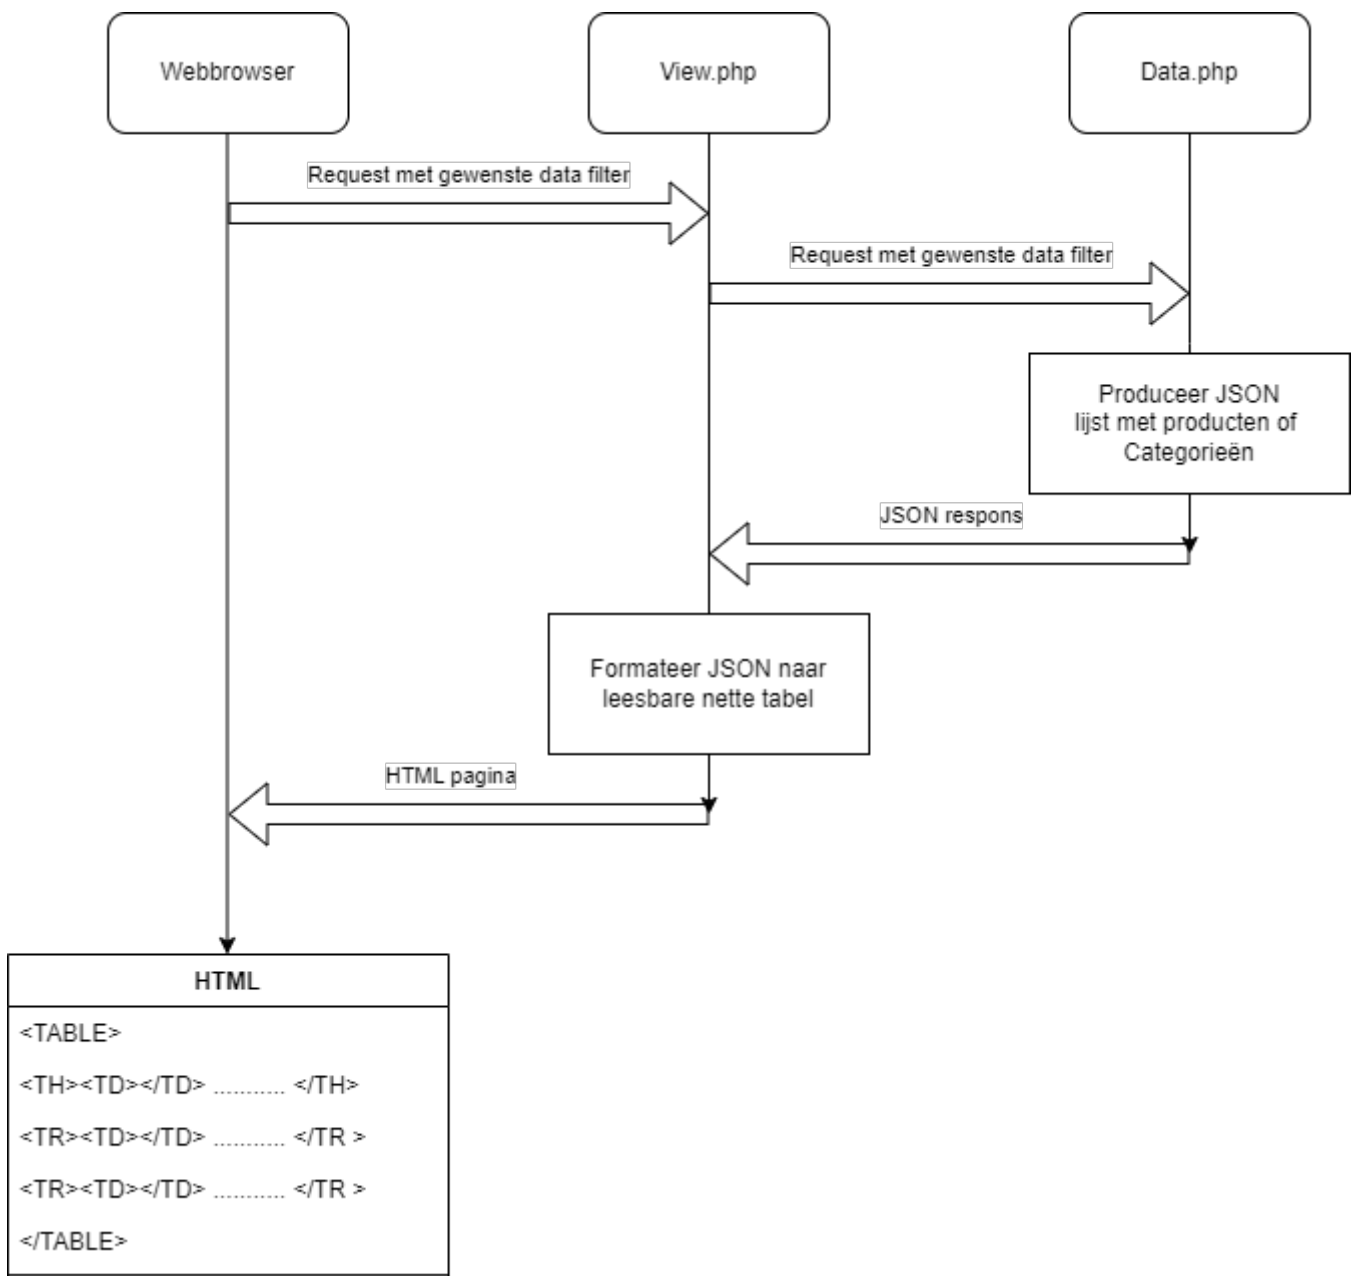 Webbrowser
View.php
Data.php
Request met gewenste data filter
Request met gewenste data filter
Produceer JSON
lijst met producten of
Categorieën
JSON respons
Formateer JSON naar
leesbare nette tabel
HTML pagina
HTML
<TABLE>
<TH><TD></TD> ........... </TH>
<TR><TD></TD> ........... </TR >
<TR><TD></TD> ........... </TR >
</TABLE>